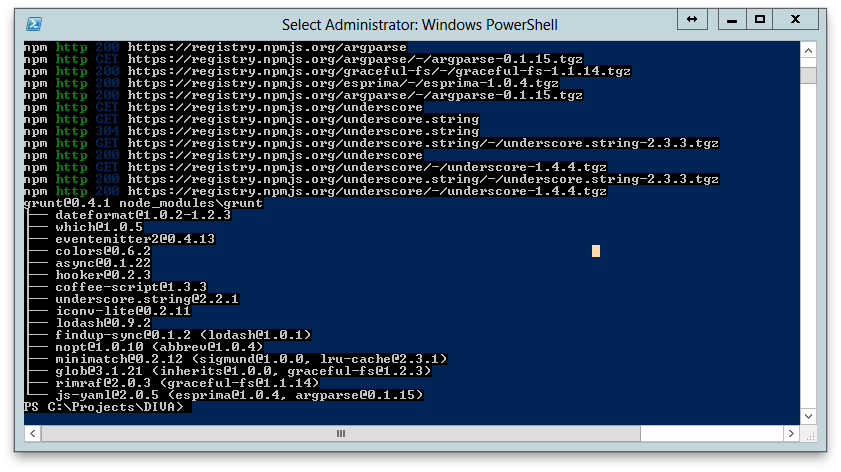 Select Administrator: Windows PowerShell
npm http 200 https://registry.npmjs.org/argparse
npm http GET https://registry.npmjs.org/argparse/-/argparse-0.1.15.tgz
npm http 200 https://registry.npmjs.org/graceful-fs/-/graceful-fs-1.1.14.tgz
npm http 200 https://registry.npmjs.org/esprima/-/esprima-1.0.4.tgz
npm http 200 https://registry.npmjs.org/argparse/-/argparse-0.1.15.tgz
npm http GET https://registry.npmjs.org/underscore
npm http GET https://registry.npmjs.org/underscore.string
npm http 304 https://registry.npmjs.org/underscore.string
npm http GET https://registry.npmjs.org/underscore.string/-/underscore.string-2.3.3.tgz
npm http 200 https://registry.npmjs.org/underscore
npm http GET https://registry.npmjs.org/underscore/-/underscore-1.4.4.tgz
npm http 200 https://registry.npmjs.org/underscore.string/-/underscore.string-2.3.3.tgz
npm http 200 https://registry.npmjs.org/underscore/-/underscore-1.4.4.tgz
grunt@0.4.1 node_modules\grunt
├── dateformat@1.0.2-1.2.3
├── which@1.0.5
├── eventemitter2@0.4.13
├── colors@0.6.2
├── async@0.1.22
├── hooker@0.2.3
├── coffee-script@1.3.3
├── underscore.string@2.2.1
├── iconv-lite@0.2.11
├── lodash@0.9.2
├── findup-sync@0.1.2 (lodash@1.0.1)
├── nopt@1.0.10 (abbrev@1.0.4)
├── minimatch@0.2.12 (sigmund@1.0.0, lru-cache@2.3.1)
├── glob@3.1.21 (inherits@1.0.0, graceful-fs@1.2.3)
├── rimraf@2.0.3 (graceful-fs@1.1.14)
└── js-yaml@2.0.5 (esprima@1.0.4, argparse@0.1.15)
PS C:\Projects\DIVA>